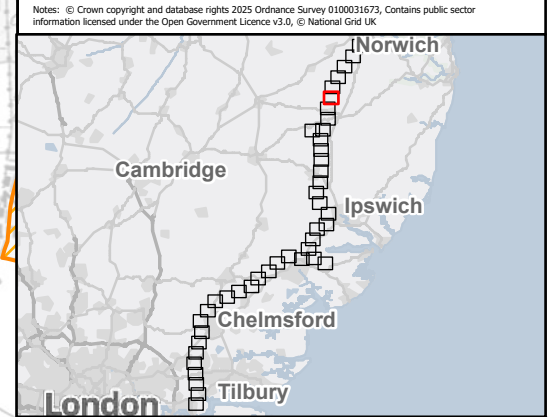 Notes: © Crown copyright and database rights 2025 Ordnance Survey 0100031673, Contains public sector
information licensed under the Open Government Licence v3.0, © National Grid UK
Norwich
Cambridge
Ipswich
Chelmsford
Tilbury
London